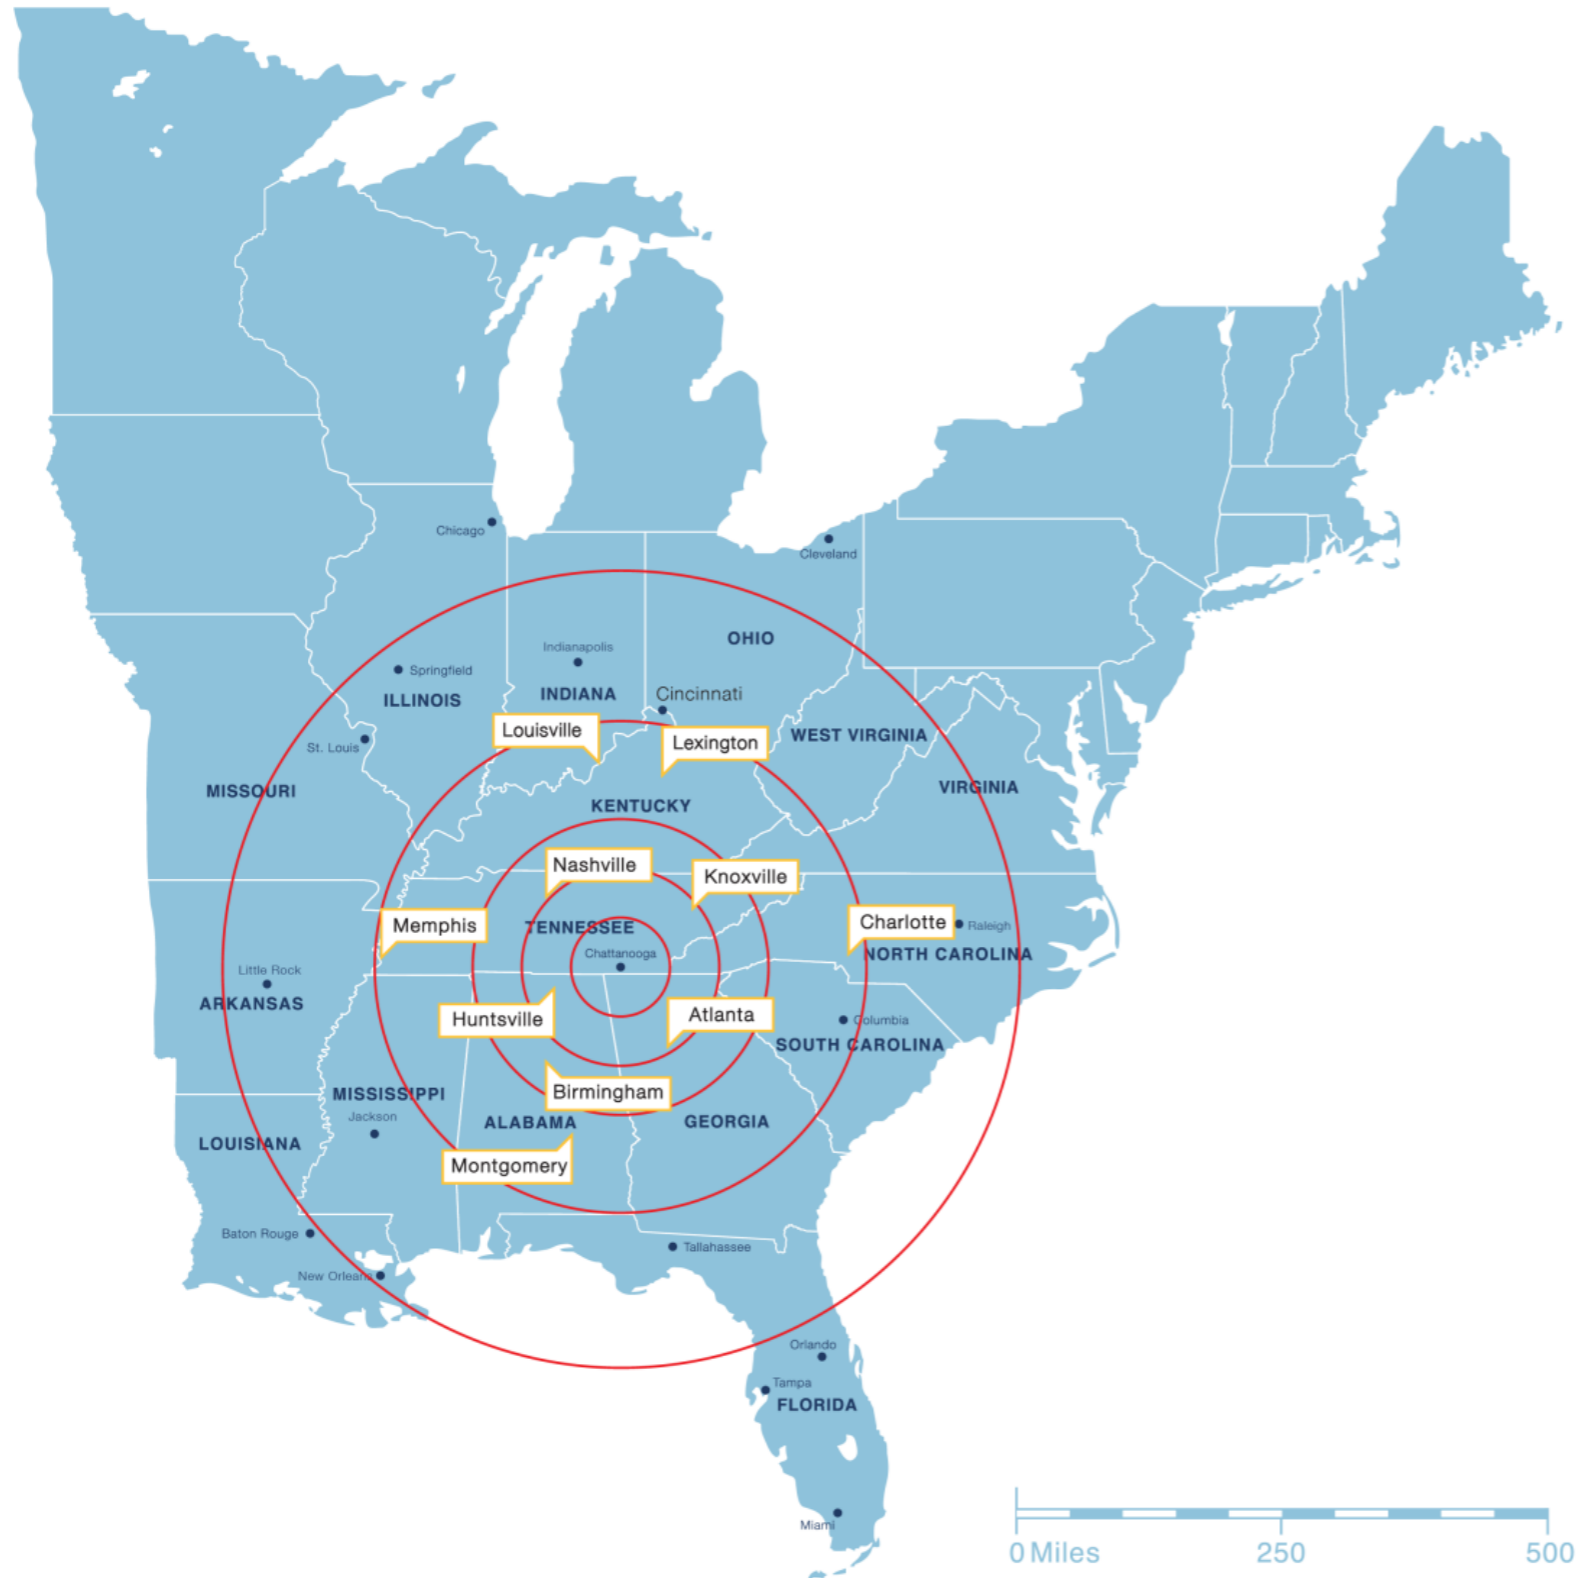 Chicago
Cleveland
OHIO
Indianapolis
Springfield
INDIANA
Cincinnati
ILLINOIS
Louisville
WEST VIRGINIA
Lexington
St. Louis
VIRGINIA
MISSOURI
KENTUCKY
Nashville
Knoxville
Charlotte
Memphis
Raleigh
TENNESSEE
Chattanooga
NORTH CAROLINA
Little Rock
ARKANSAS
Atlanta
Huntsville
Columbia
SOUTH CAROLINA
Birmingham
MISSISSIPPI
Jackson
ALABAMA
GEORGIA
LOUISIANA
Montgomery
Baton Rouge
Tallahassee
New Orleans
Orlando
Tampa
FLORIDA
Miami
0 Miles 250 500